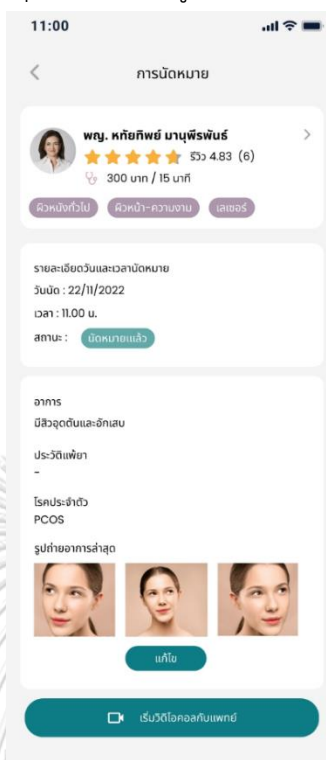 11:00
การนัดหมาย
พญ. หทัยทิพย์ มานุพีรพันธ์
รีวิว 4.83 (6)
300 บาท / 15 นาที
ผิวหนังทั่วไป ผิวหน้า-ความงาม เลเซอร์
รายละเอียดวันและเวลานัดหมาย
วันนัด : 22/11/2022
เวลา : 11.00 น.
สถานะ : นัดหมายแล้ว
อาการ
มีสิวอุดตันและอักเสบ
ประวัติแพ้ยา
~
โรคประจำตัว
PCOS
รูปถ่ายอาการล่าสุด
แก้ไข
เริ่มวิดิโอคอลกับแพทย์